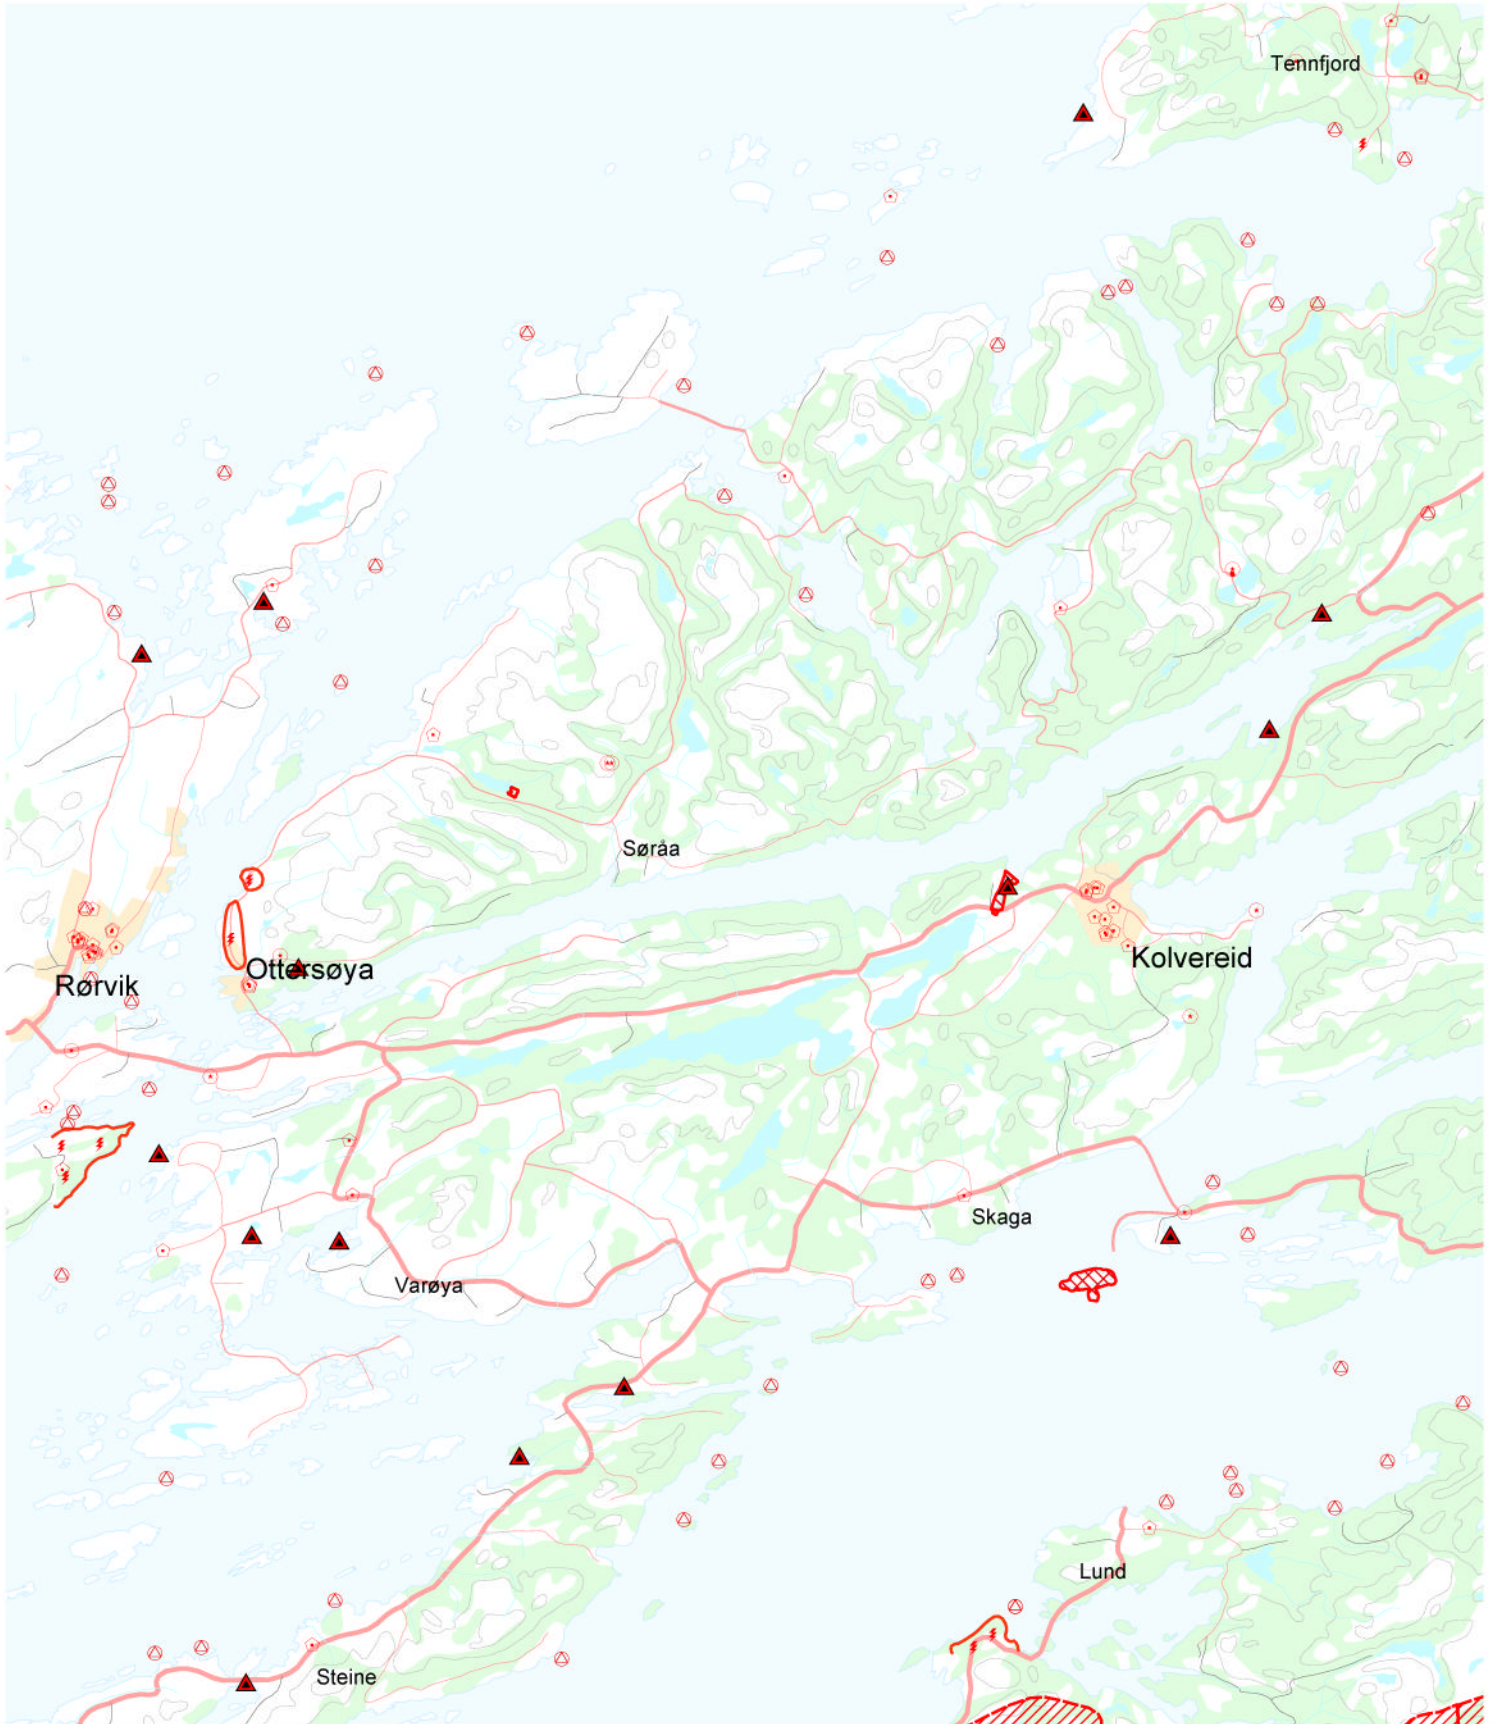 Tennfjord
Søråa
Kolvereid
Ottersøya
Rørvik
Skaga
Varøya
Lund
Steine